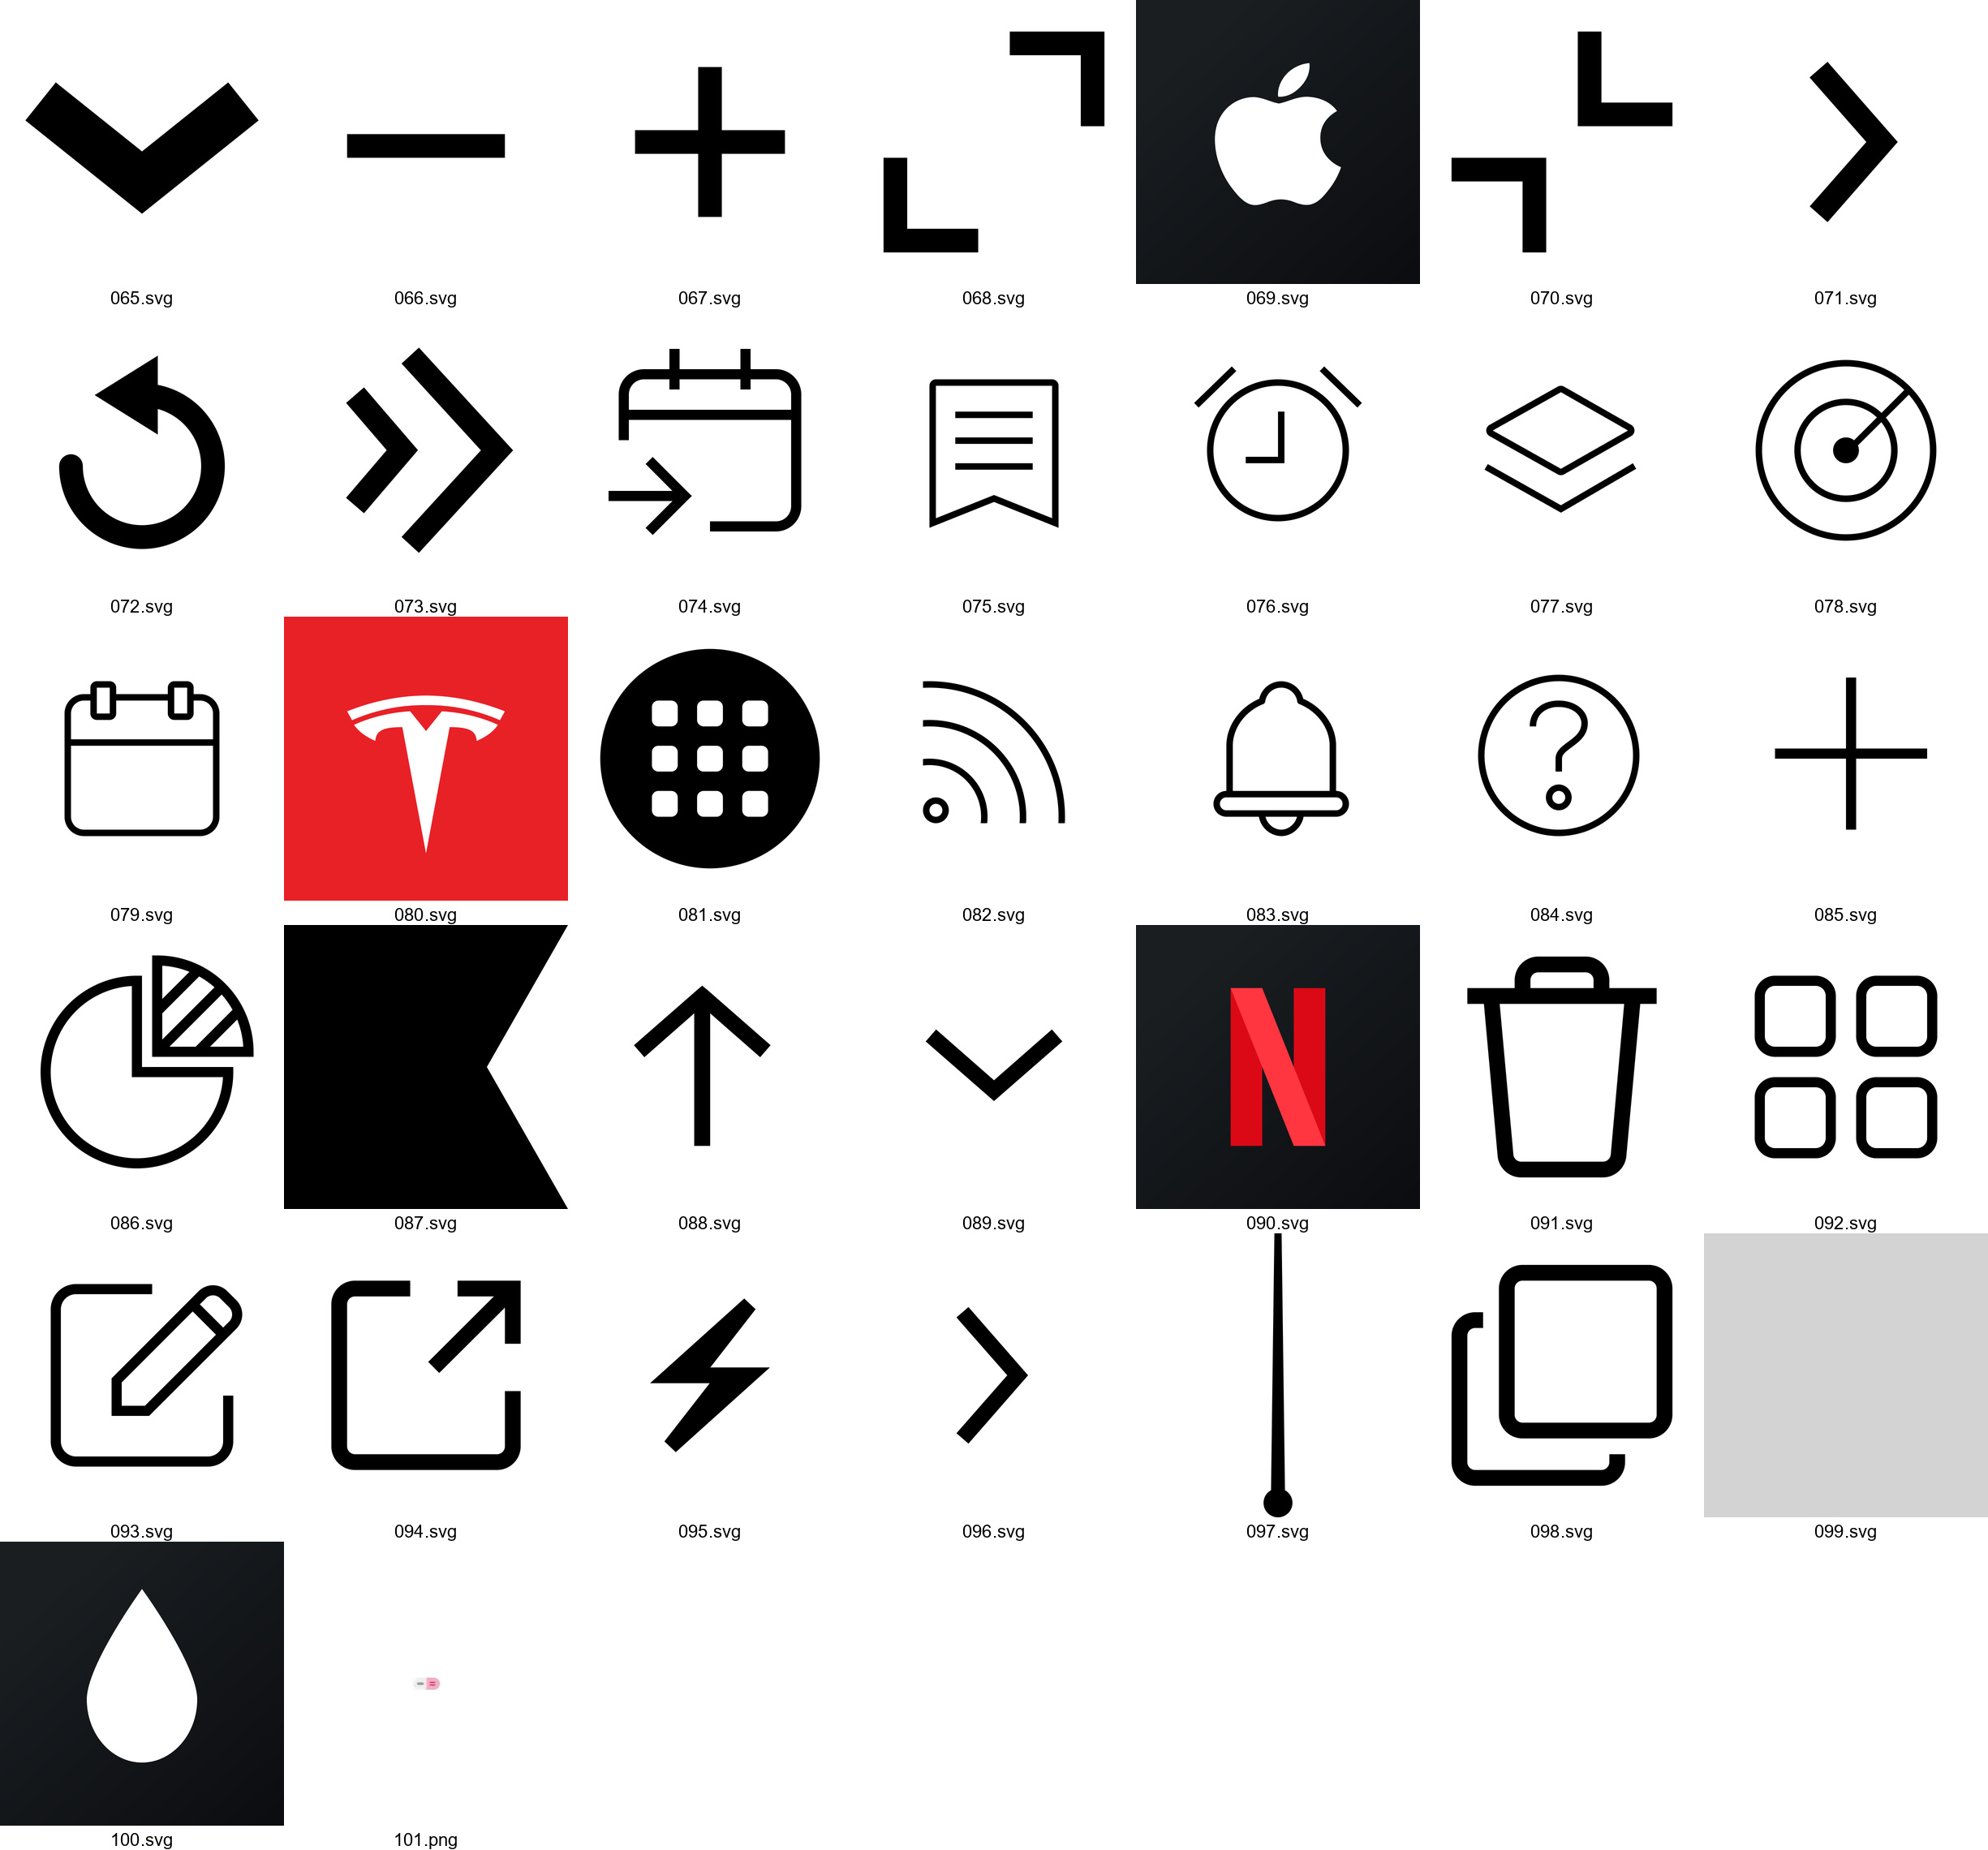 065.svg 066.svg 067.svg 068.svg 069.svg 070.svg 071.svg
072.svg 073.svg 074.svg 075.svg 076.svg 077.svg 078.svg
079.svg 080.svg 081.svg 082.svg 083.svg 084.svg 085.svg
086.svg 087.svg 088.svg 089.svg 090.svg 091.svg 092.svg
093.svg 094.svg 095.svg 096.svg 097.svg 098.svg 099.svg
100.svg 101.png